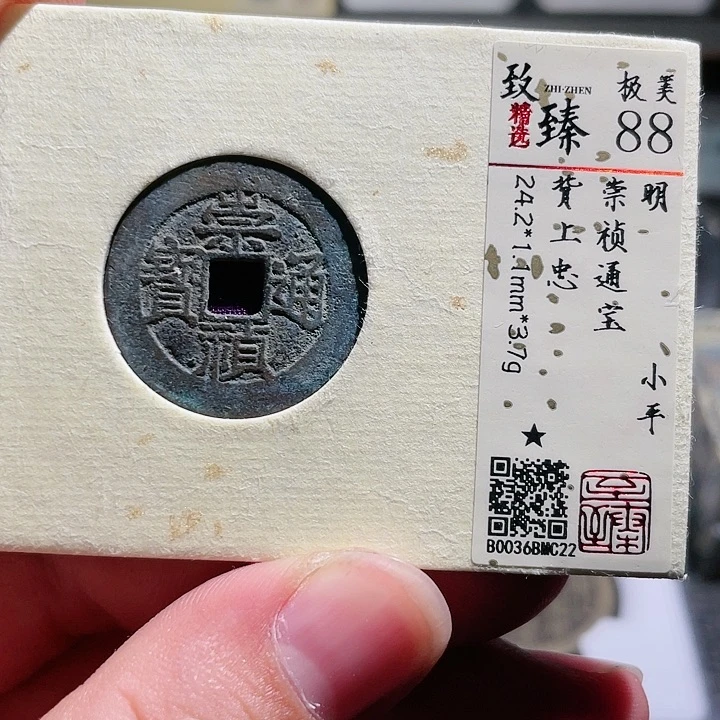 致臻
ZHI·ZHEN
精选
极美
88
明 小平
崇祯通宝
背上忠
24.2*1.1mm*3.7g
B0036BMC22
崇禎通寶